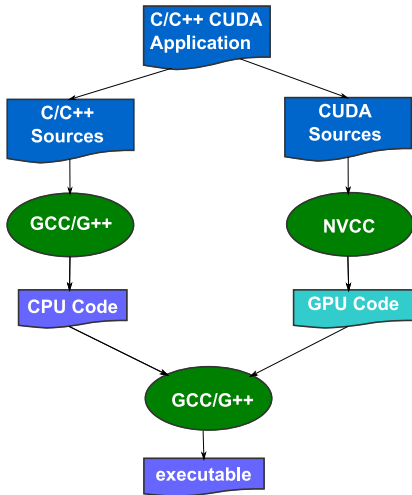 C/C++ CUDA
Application
C/C++
Sources
CUDA
Sources
GCC/G++
NVCC
CPU Code
GPU Code
GCC/G++
executable